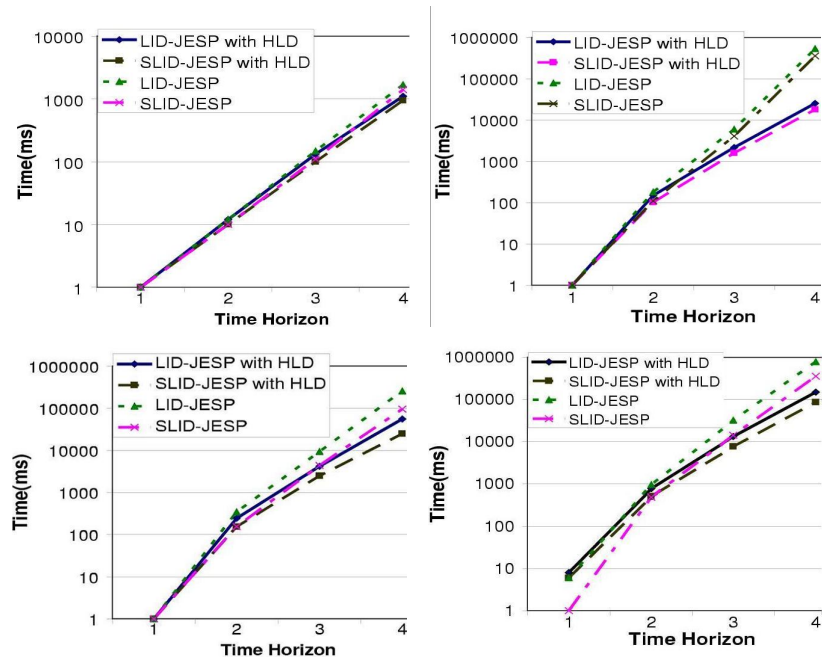 10000
1000
100
10
1
Time(ms)
LID-JESP with HLD
SLID-JESP with HLD
LID-JESP
SLID-JESP
1 2 3 4
Time Horizon
1000000
100000
10000
1000
100
10
1
Time(ms)
LID-JESP with HLD
SLID-JESP with HLD
LID-JESP
SLID-JESP
1 2 3 4
Time Horizon
1000000
100000
10000
1000
100
10
1
Time(ms)
LID-JESP with HLD
SLID-JESP with HLD
LID-JESP
SLID-JESP
1 2 3 4
Time Horizon
1000000
100000
10000
1000
100
10
1
Time(ms)
LID-JESP with HLD
SLID-JESP with HLD
LID-JESP
SLID-JESP
1 2 3 4
Time Horizon